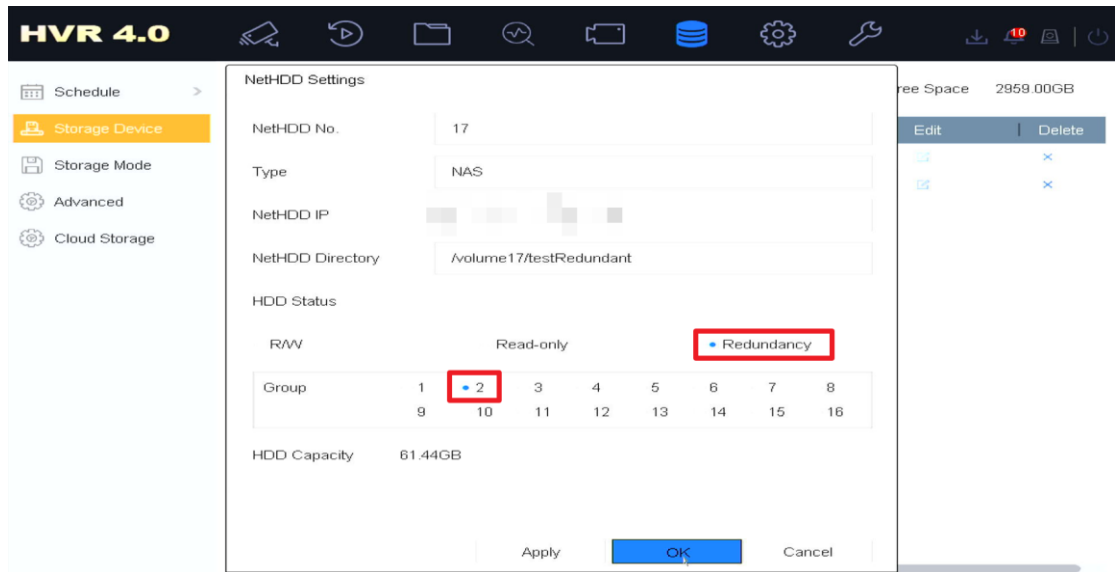 HVR 4.0
10
Schedule >
Storage Device
Storage Mode
Advanced
Cloud Storage
NetHDD Settings
NetHDD No. 17
Type NAS
NetHDD IP
NetHDD Directory /volume17/testRedundant
HDD Status
R/W Read-only Redundancy
Group 1 2 3 4 5 6 7 8
9 10 11 12 13 14 15 16
HDD Capacity 61.44GB
Apply OK Cancel
ree Space 2959.00GB
Edit Delete